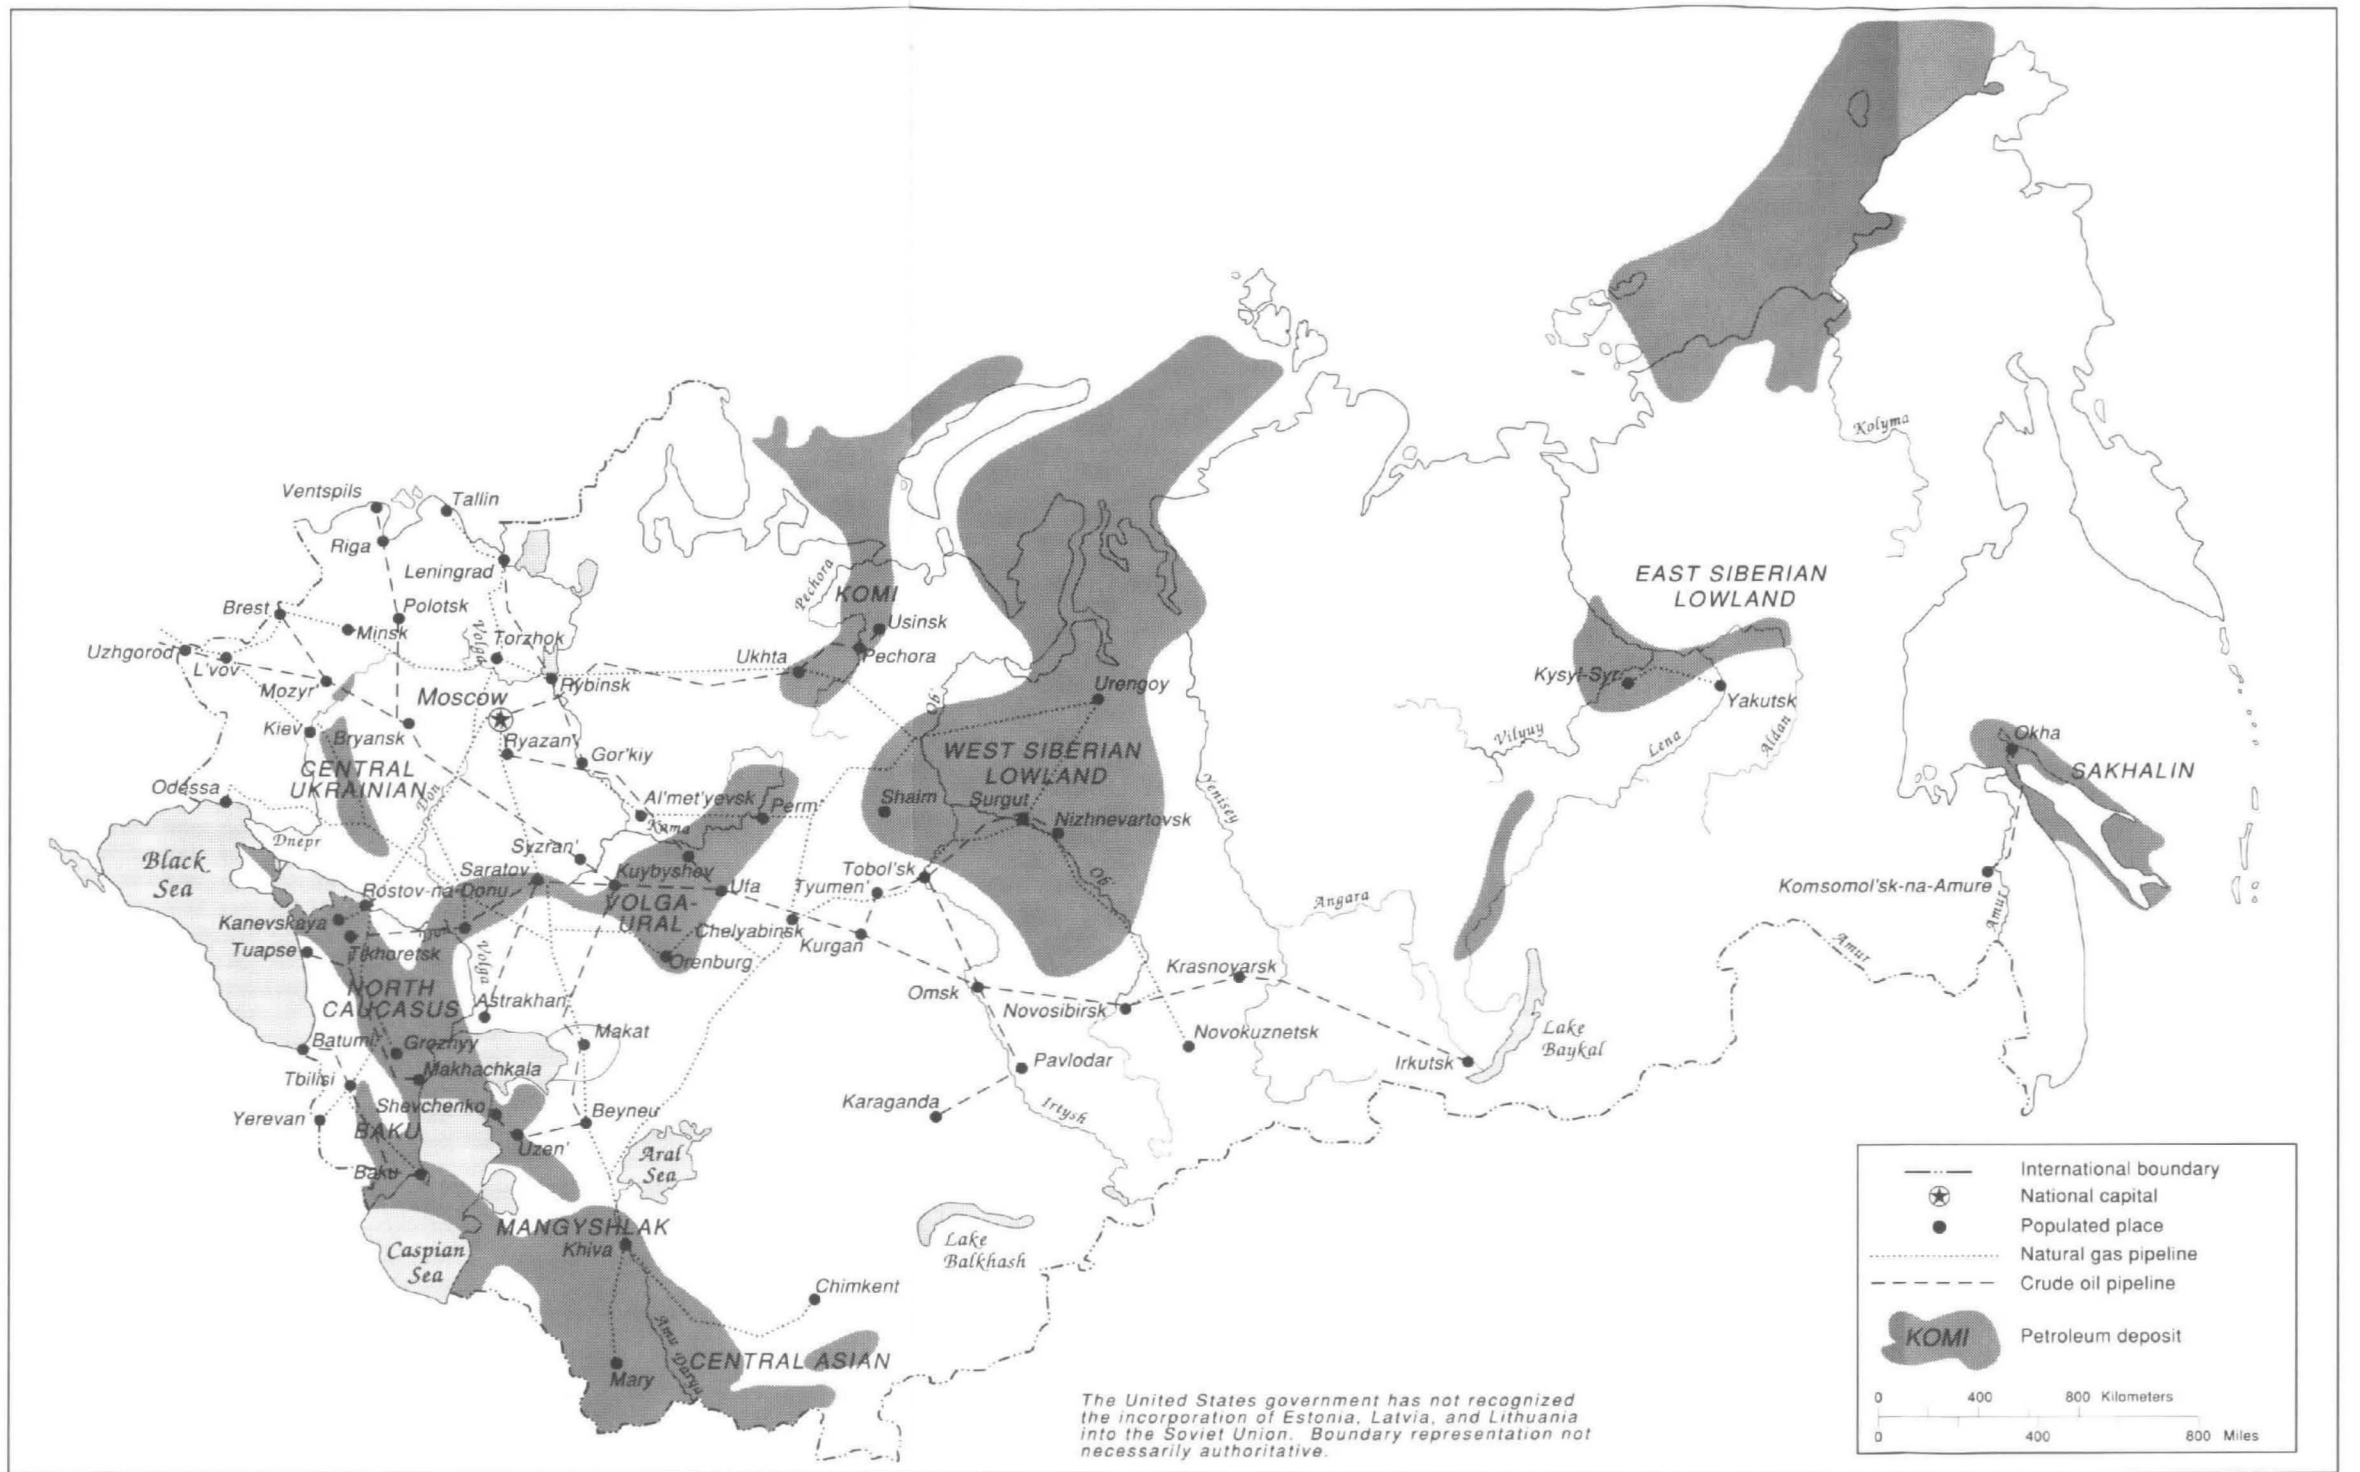 Ventspils
Tallin
Riga
Leningrad
Brest
Polotsk
Minsk
Volga
Torzhok
Uzhgorod
L'vov
Mozyr'
Moscow
Rybinsk
Kiev
Bryansk
Ryazan'
Gor'kiy
CENTRAL
UKRAINIAN
Don
Odessa
Dnepr
Black
Sea
Al'met'yevsk
Kama
Perm'
Syzran'
Saratov
Kuybyshev
Ufa
Rostov-na-Donu
VOLGA-
URAL
Kanevskaya
Tuapse
Tikhoretsk
Volga
Orenburg
Chelyabinsk
Kurgan
Tyumen'
Tobol'sk
NORTH
CAUCASUS
Astrakhan'
Makat
Batumi
Groznyy
Makhachkala
Tbilisi
Shevchenko
Beyneu
Yerevan
BAKU
Uzen'
Baku
Aral
Sea
MANGYSHLAK
Khiva
Caspian
Sea
Chimkent
Amu Darya
CENTRAL ASIAN
Mary
Pechora
KOMI
Usinsk
Ukhta
Pechora
Ob'
Urengoy
WEST SIBERIAN
LOWLAND
Shaim
Surgut
Nizhnevartovsk
Yenisey
Ob'
Omsk
Novosibirsk
Krasnoyarsk
Novokuznetsk
Pavlodar
Karaganda
Irtysh
Lake
Balkhash
Angara
Irkutsk
Lake
Baykal
EAST SIBERIAN
LOWLAND
Kysyl-Syr
Yakutsk
Vilyuy
Lena
Aldan
Kolyma
Okha
SAKHALIN
Komsomol'sk-na-Amure
Amur
Amur
International boundary
National capital
Populated place
Natural gas pipeline
Crude oil pipeline
KOMI
Petroleum deposit
0 400 800 Kilometers
0 400 800 Miles
The United States government has not recognized
the incorporation of Estonia, Latvia, and Lithuania
into the Soviet Union. Boundary representation not
necessarily authoritative.